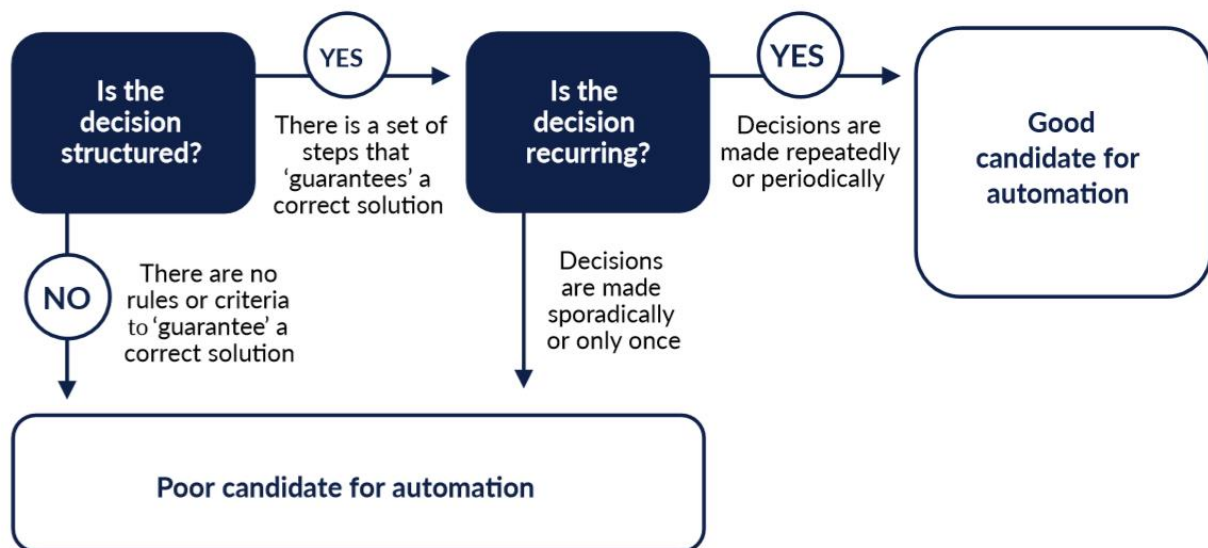 Is the
decision
structured?
YES
There is a set of
steps that
‘guarantees’ a
correct solution
Is the
decision
recurring?
YES
Decisions are
made repeatedly
or periodically
Good
candidate for
automation
NO
There are no
rules or criteria
to ‘guarantee’ a
correct solution
Decisions
are made
sporadically
or only once
Poor candidate for automation